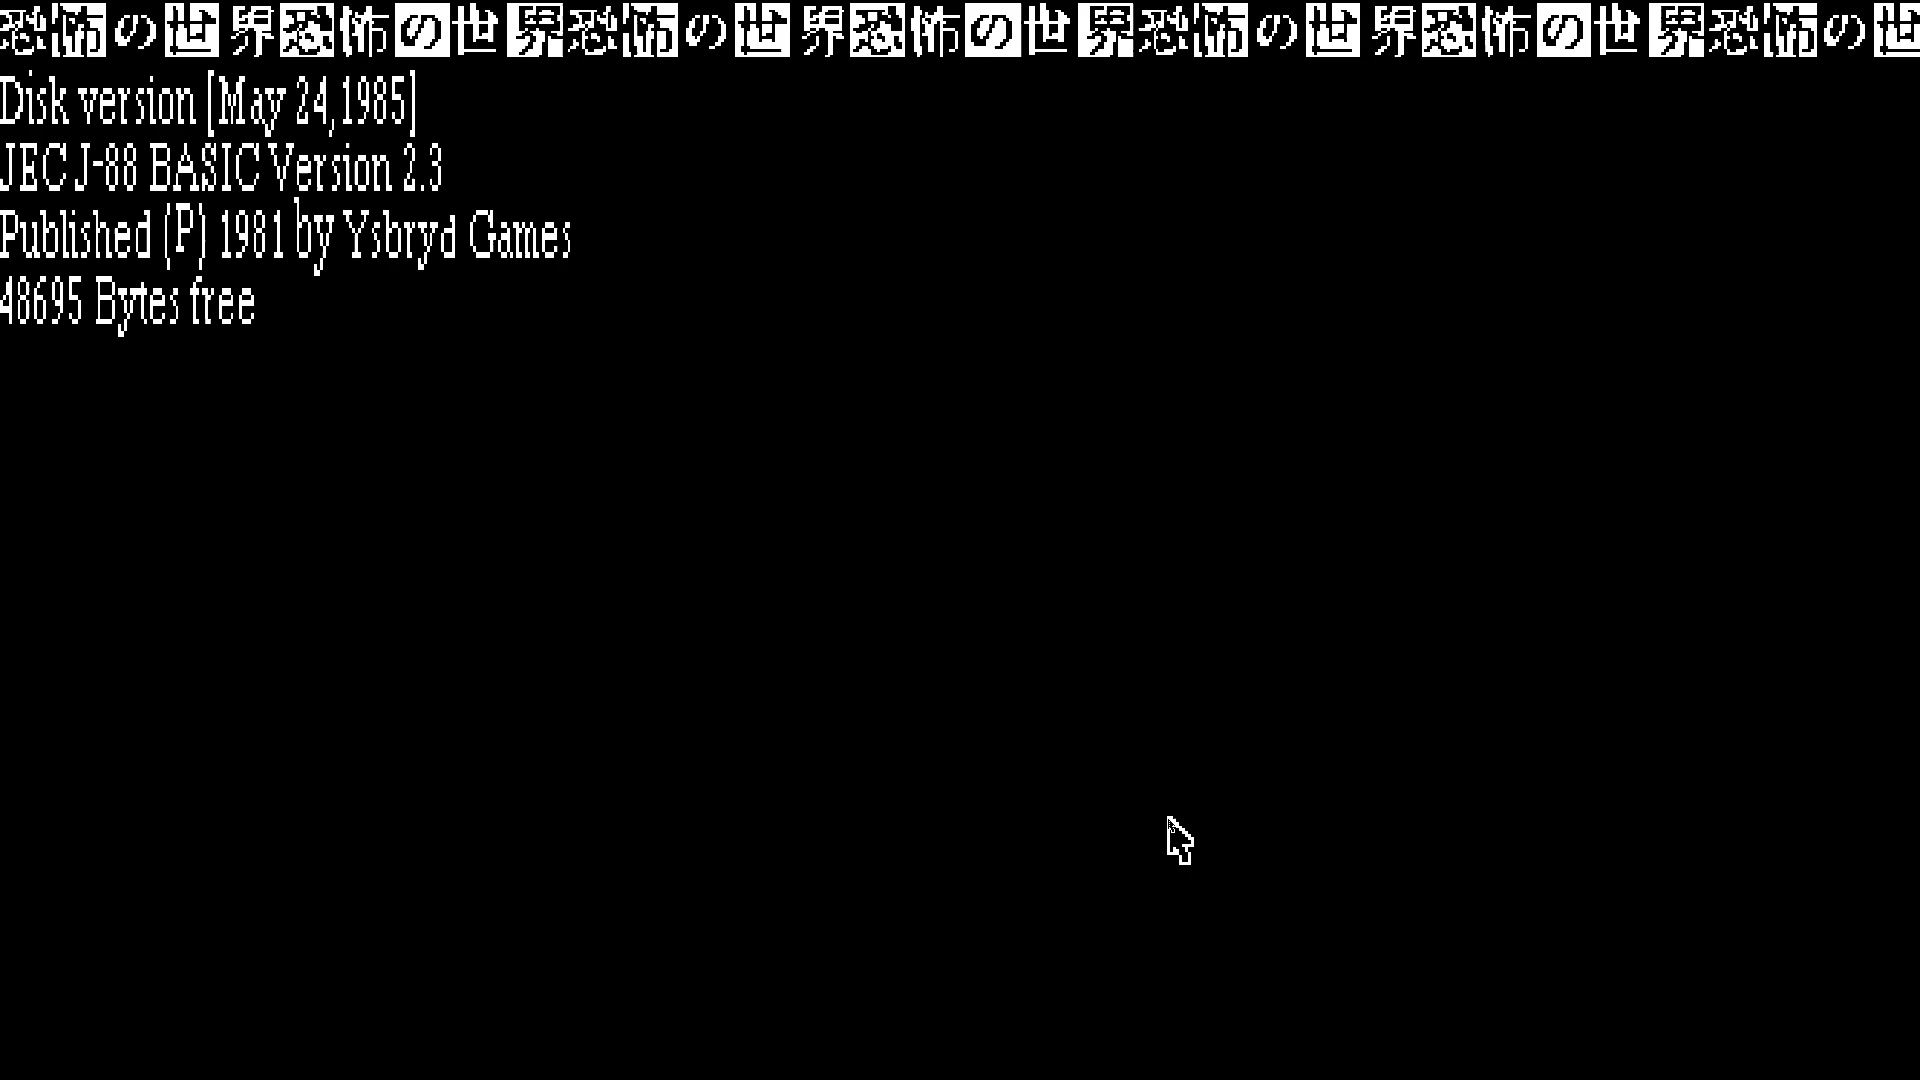 恐怖の世界恐怖の世界恐怖の世界恐怖の世界恐怖の世界恐怖の世界恐怖の世
Disk version [May 24,1985]
JEC J-88 BASIC Version 2.3
Published (P) 1981 by Ysbryd Games
48695 Bytes free